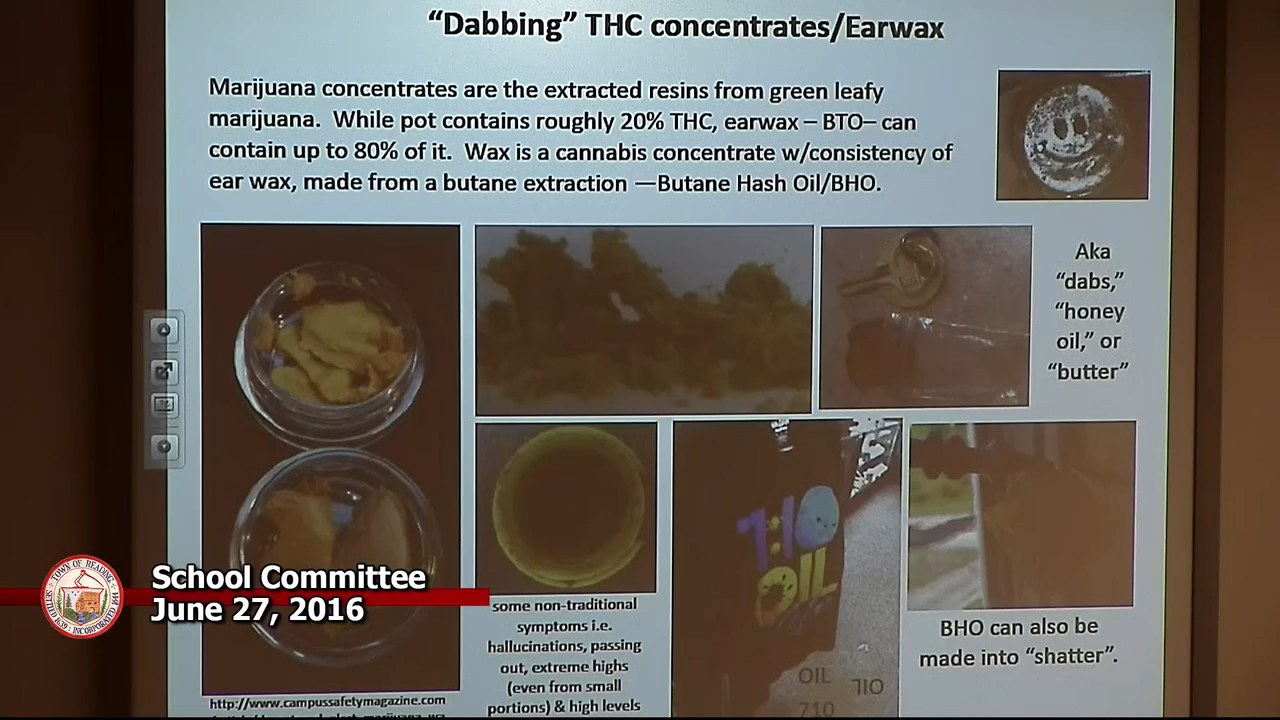 “Dabbing” THC concentrates/Earwax
Marijuana concentrates are the extracted resins from green leafy
marijuana. While pot contains roughly 20% THC, earwax – BTO– can
contain up to 80% of it. Wax is a cannabis concentrate w/consistency of
ear wax, made from a butane extraction —Butane Hash Oil/BHO.
Aka
“dabs,”
“honey
oil,” or
“butter”
7:10
OIL
OIL 710
710
BHO can also be
made into “shatter”.
some non-traditional
symptoms i.e.
hallucinations, passing
out, extreme highs
(even from small
portions) & high levels
http://www.campussafetymagazine.com
TOWN OF READING
School Committee
June 27, 2016